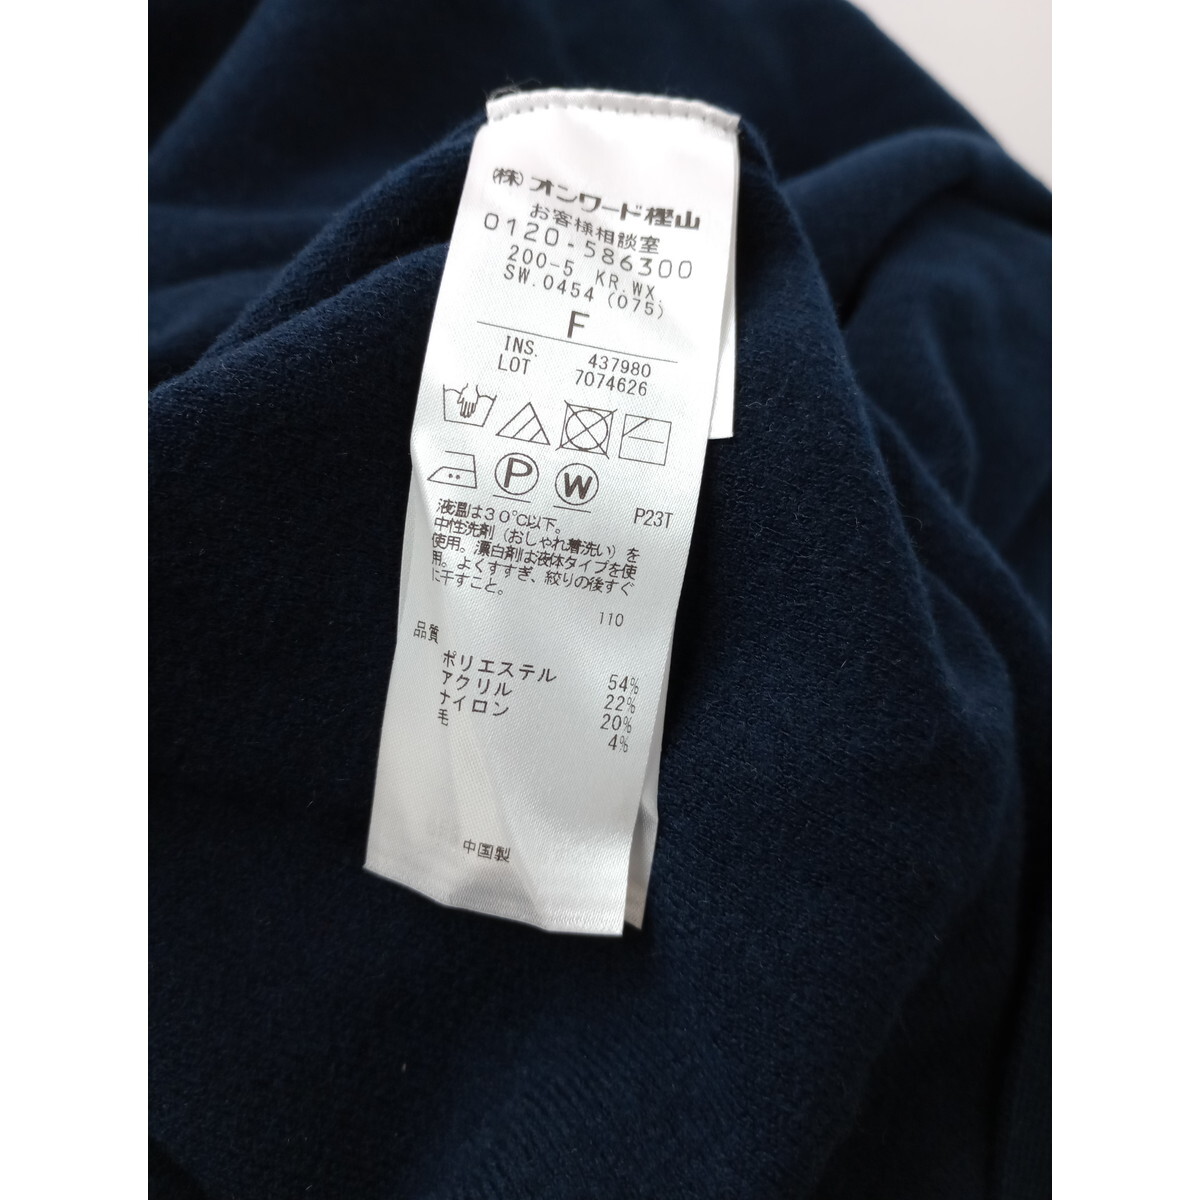 ㈱オンワード樫山
お客様相談室
0120-586300
200-5 KR.WX.
SW.0454(075)
F
INS. 437980
LOT 7074626
P W
P23T
液温は30℃以下。
中性洗剤(おしゃれ着洗い)を
使用。漂白剤は液体タイプを使
用。よくすすぎ、絞りの後すぐ
に干すこと。
110
品質
ポリエステル 54%
アクリル 22%
ナイロン 20%
毛 4%
中国製